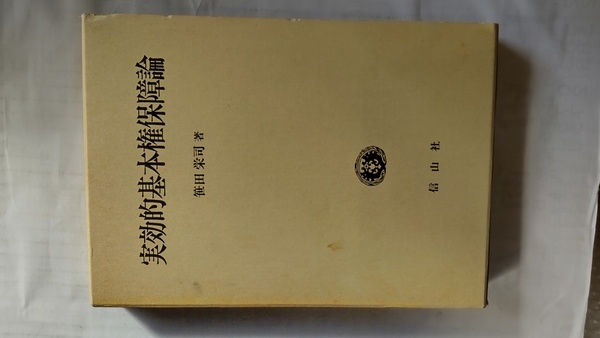 実効的基本権保障論
笹田 栄司 著
信山社